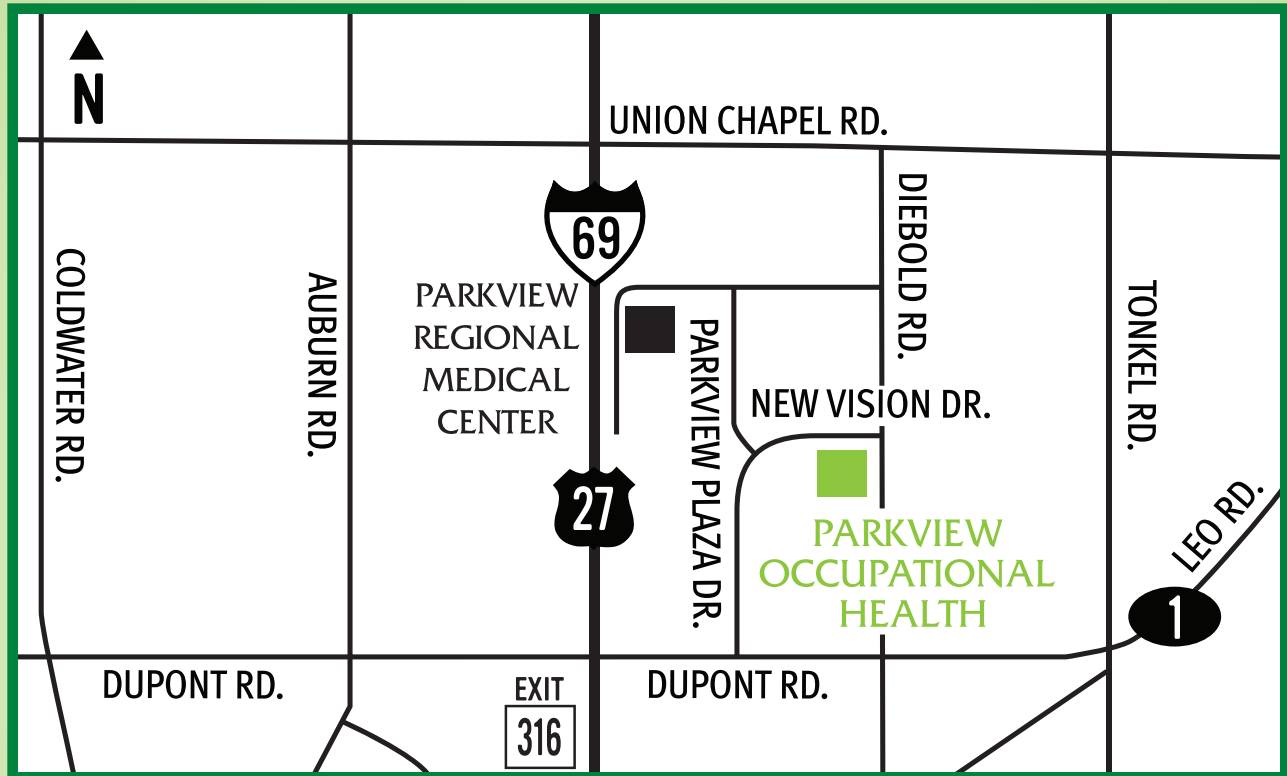 N
UNION CHAPEL RD.
69
DIEBOLD RD.
COLDWATER RD.
AUBURN RD.
PARKVIEW
REGIONAL
MEDICAL
CENTER
PARKVIEW PLAZA DR.
TONKEL RD.
NEW VISION DR.
27
LEO RD.
PARKVIEW
OCCUPATIONAL
HEALTH
1
DUPONT RD.
EXIT
316
DUPONT RD.